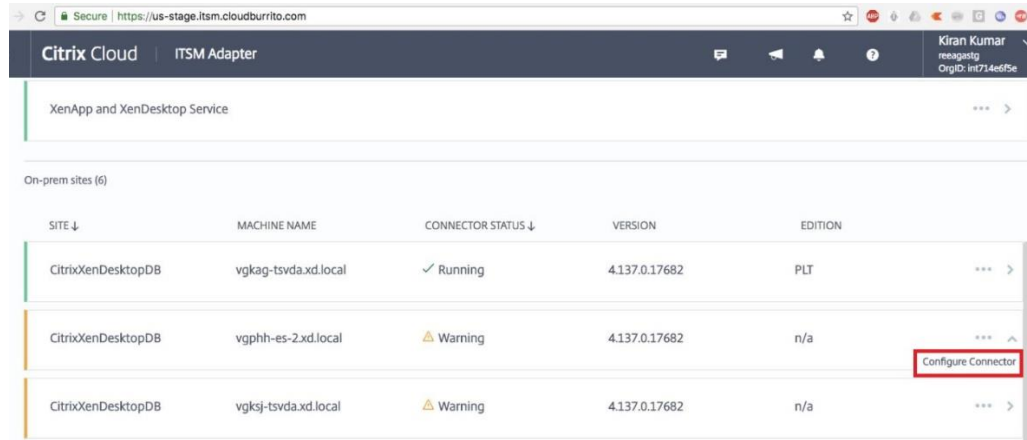 Secure | https://us-stage.itsm.cloudburrito.com
Citrix Cloud | ITSM Adapter
Kiran Kumar
reeagastg
OrgID: int714e6f5e
XenApp and XenDesktop Service
On-prem sites (6)
SITE↓ MACHINE NAME CONNECTOR STATUS↓ VERSION EDITION
CitrixXenDesktopDB vgkag-tsvda.xd.local Running 4.137.0.17682 PLT
CitrixXenDesktopDB vgphh-es-2.xd.local Warning 4.137.0.17682 n/a
Configure Connector
CitrixXenDesktopDB vgksj-tsvda.xd.local Warning 4.137.0.17682 n/a